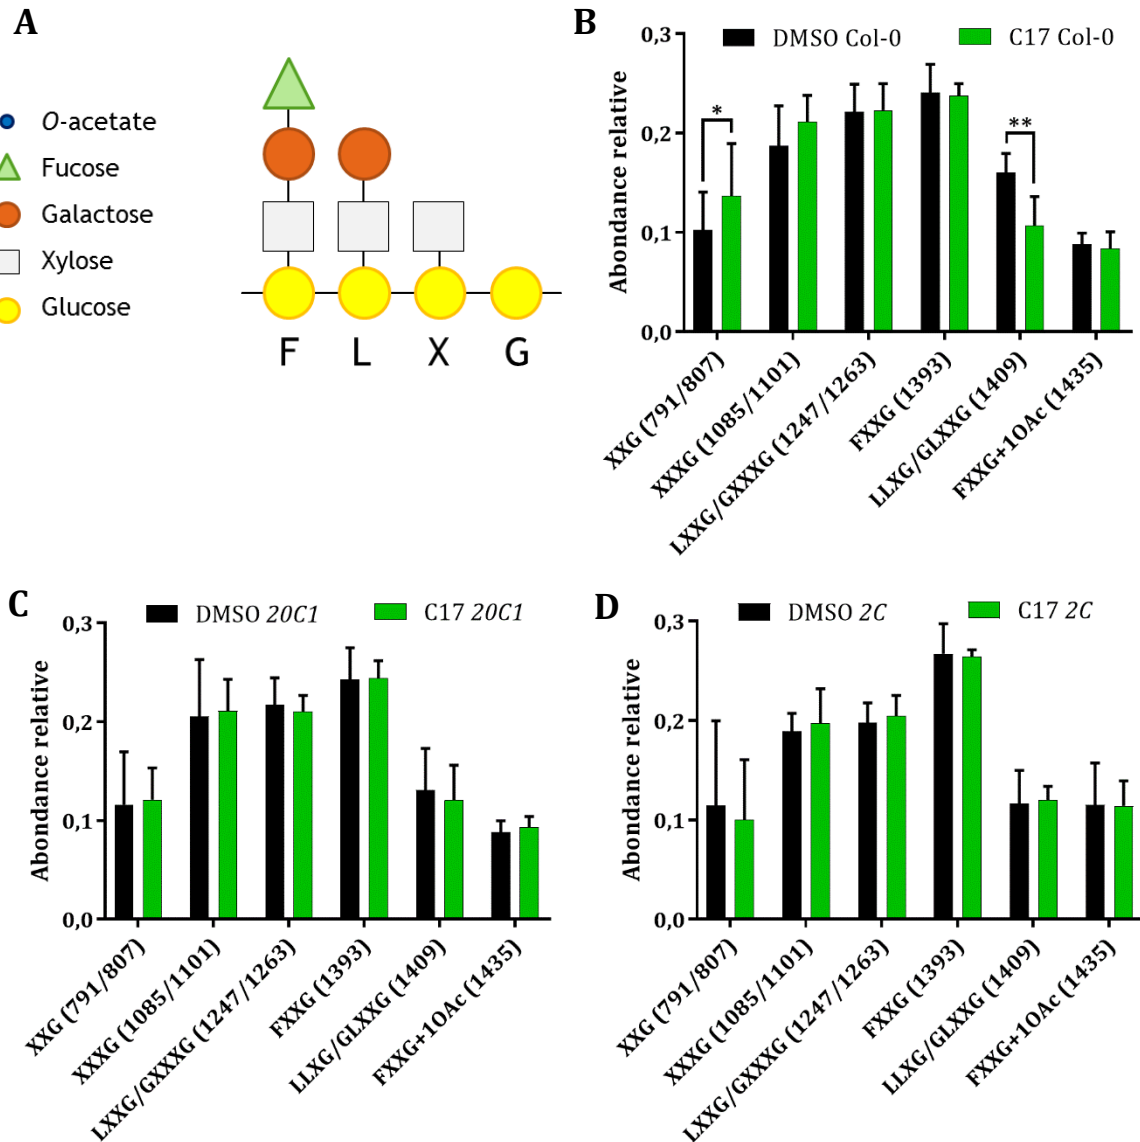 A
O-acetate
Fucose
Galactose
Xylose
Glucose
F L X G
B
DMSO Col-0 C17 Col-0
Abondance relative
0,3
0,2
0,1
0,0
*
**
XXG (791/807)
XXXG (1085/1101)
LXXG/GXXXG (1247/1263)
FXXG (1393)
LLXG/GLXXG (1409)
FXXG+1OAc (1435)
C
DMSO 20C1 C17 20C1
Abondance relative
0,3
0,2
0,1
0,0
XXG (791/807)
XXXG (1085/1101)
LXXG/GXXXG (1247/1263)
FXXG (1393)
LLXG/GLXXG (1409)
FXXG+1OAc (1435)
D
DMSO 2C C17 2C
Abondance relative
0,3
0,2
0,1
0,0
XXG (791/807)
XXXG (1085/1101)
LXXG/GXXXG (1247/1263)
FXXG (1393)
LLXG/GLXXG (1409)
FXXG+1OAc (1435)